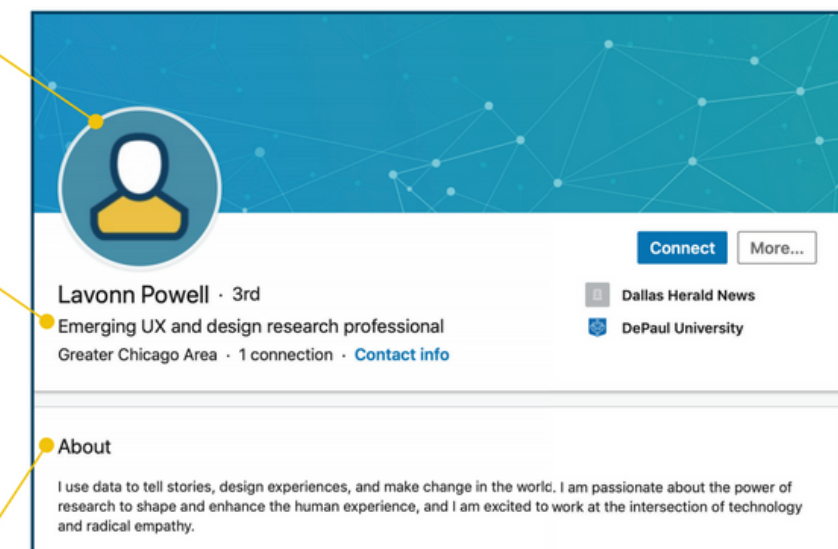 Connect More...
Lavonn Powell · 3rd
Dallas Herald News
Emerging UX and design research professional
DePaul University
Greater Chicago Area · 1 connection · Contact info
About
I use data to tell stories, design experiences, and make change in the world. I am passionate about the power of
research to shape and enhance the human experience, and I am excited to work at the intersection of technology
and radical empathy.